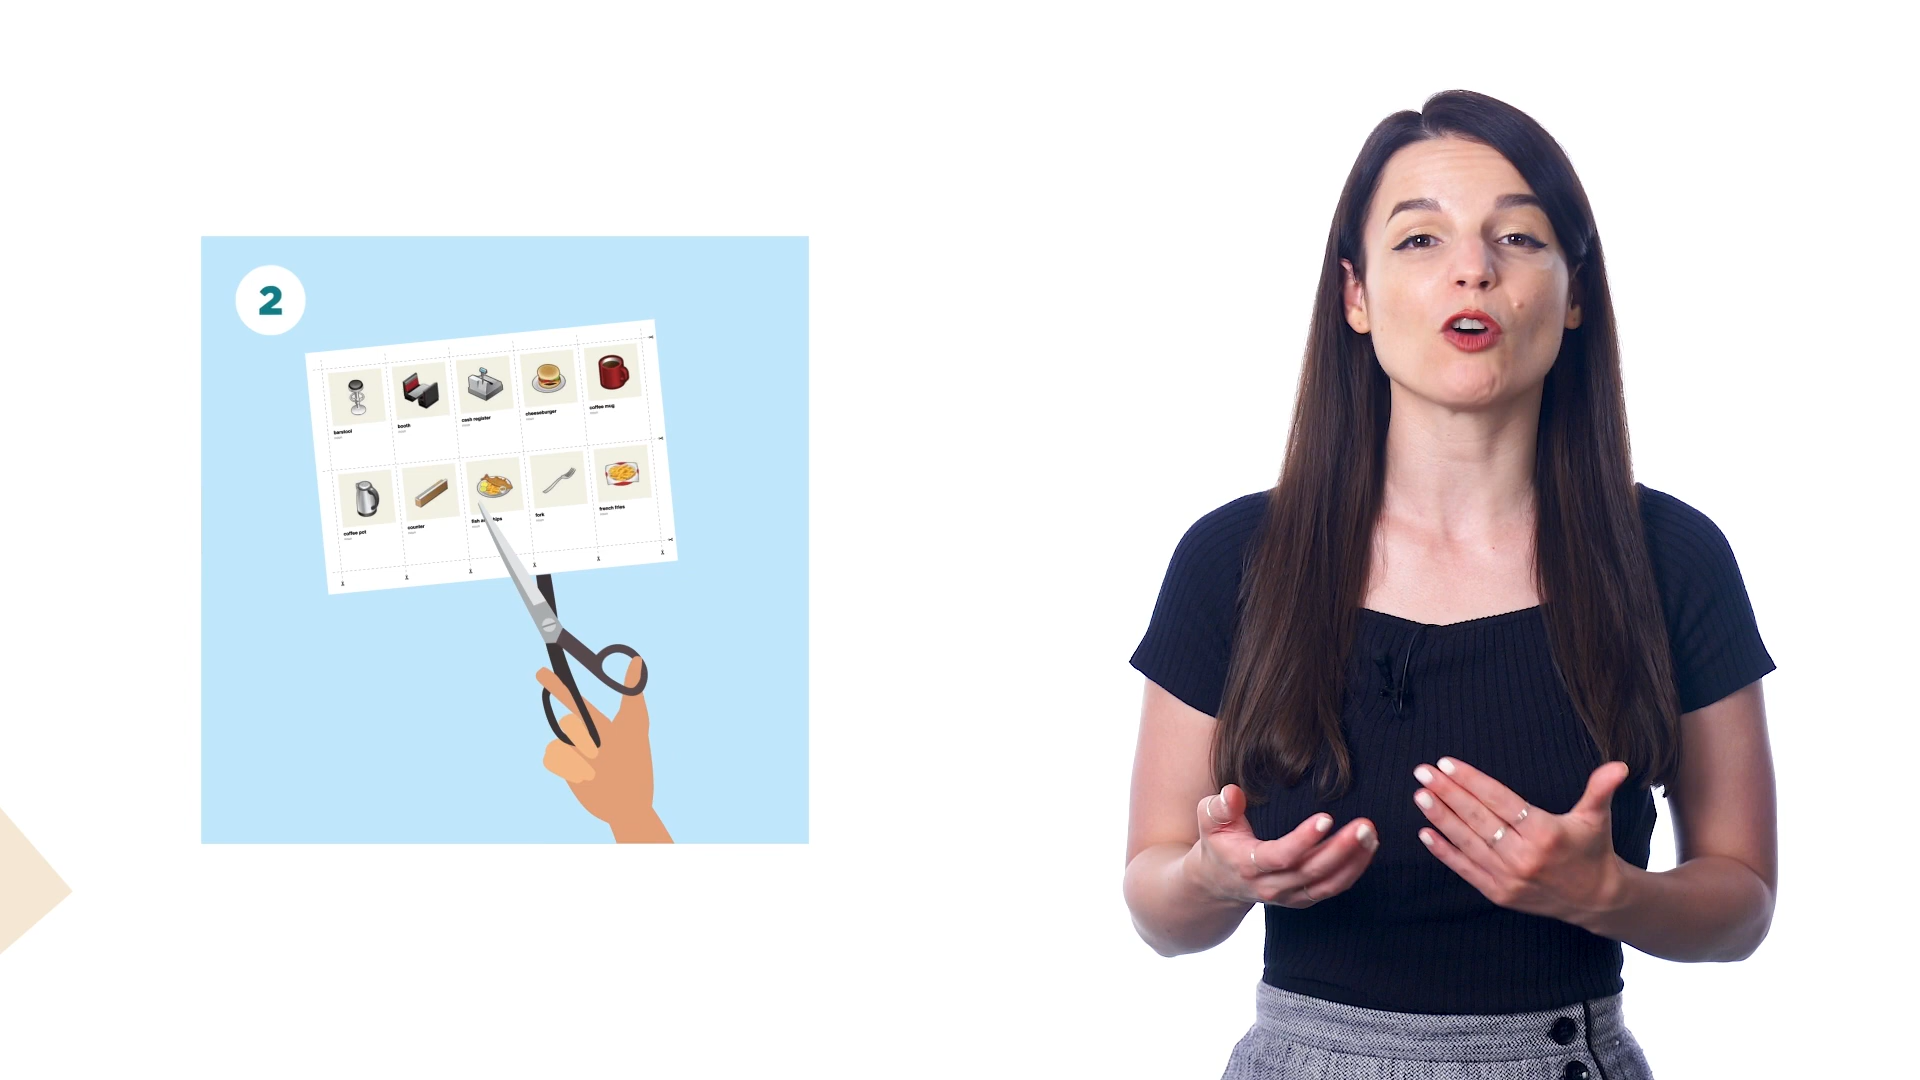 2
barstool
booth
cash register
cheeseburger
coffee mug
coffee pot
counter
fork
french fries